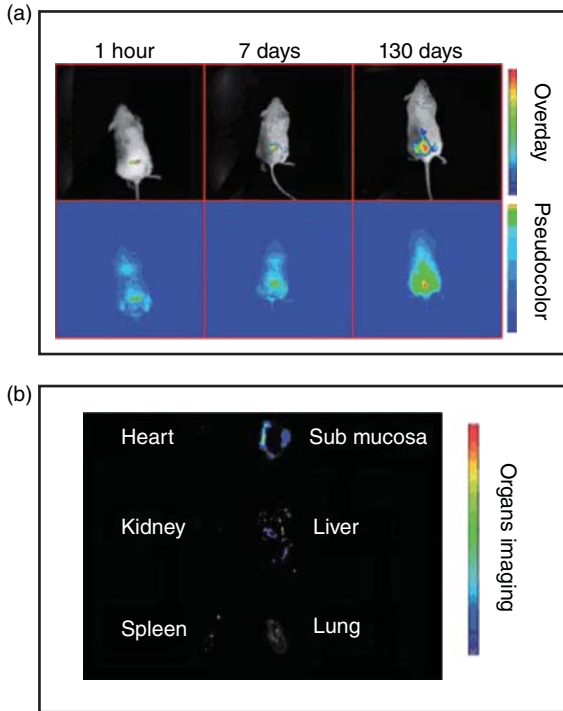 (a)
1 hour 7 days 130 days
Overday
Pseudocolor
(b)
Heart Sub mucosa
Kidney Liver
Spleen Lung
Organs imaging